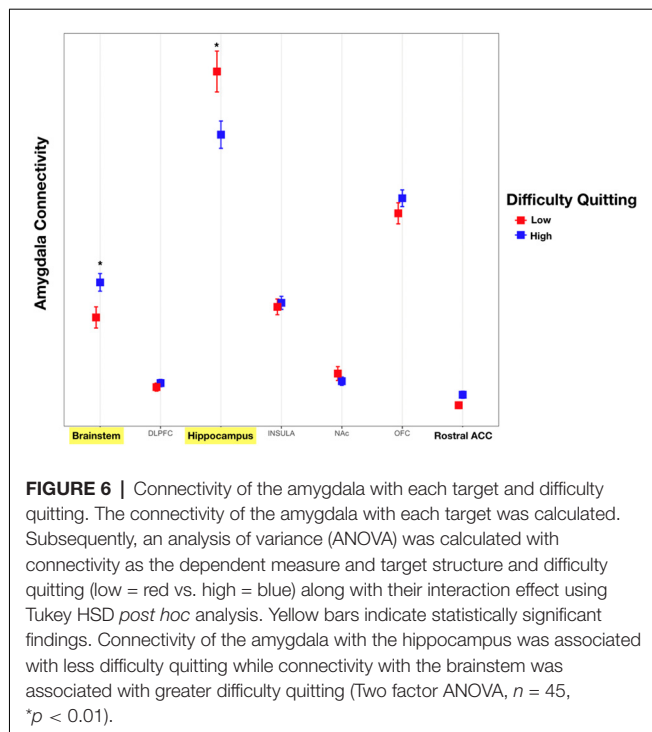 *
*
Amygdala Connectivity
Difficulty Quitting
Low
High
Brainstem DLPFC Hippocampus INSULA NAc OFC Rostral ACC
FIGURE 6 | Connectivity of the amygdala with each target and difficulty
quitting. The connectivity of the amygdala with each target was calculated.
Subsequently, an analysis of variance (ANOVA) was calculated with
connectivity as the dependent measure and target structure and difficulty
quitting (low = red vs. high = blue) along with their interaction effect using
Tukey HSD post hoc analysis. Yellow bars indicate statistically significant
findings. Connectivity of the amygdala with the hippocampus was associated
with less difficulty quitting while connectivity with the brainstem was
associated with greater difficulty quitting (Two factor ANOVA, n = 45,
*p < 0.01).